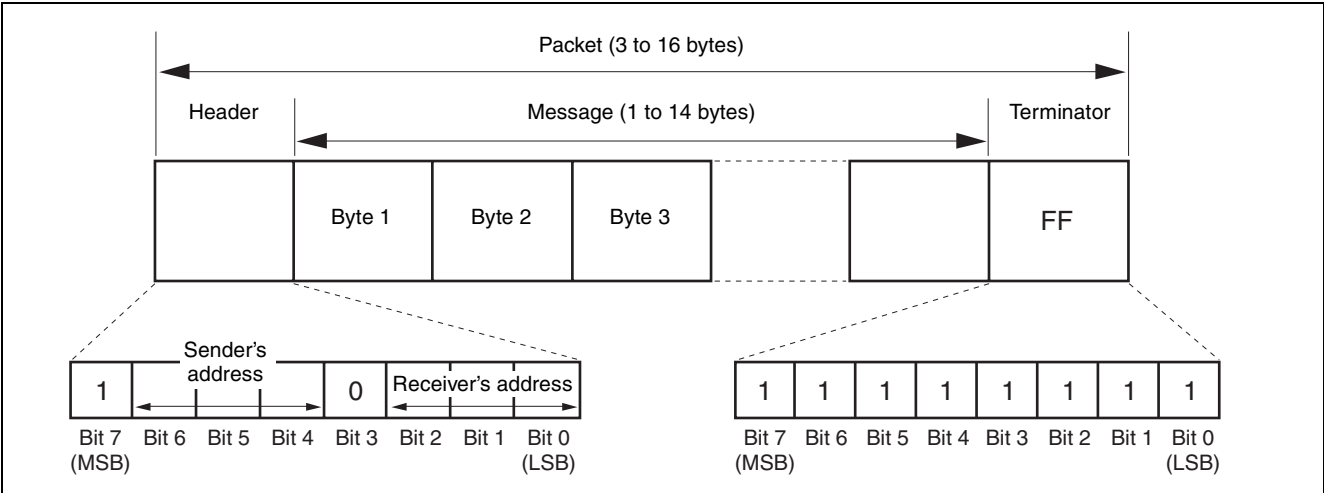 Packet (3 to 16 bytes)
Header
Message (1 to 14 bytes)
Terminator
Byte 1
Byte 2
Byte 3
FF
Sender's
address
1
0
Receiver's address
Bit 7 Bit 6 Bit 5 Bit 4 Bit 3 Bit 2 Bit 1 Bit 0
(MSB)
(LSB)
1 1 1 1 1 1 1 1
Bit 7 Bit 6 Bit 5 Bit 4 Bit 3 Bit 2 Bit 1 Bit 0
(MSB)
(LSB)